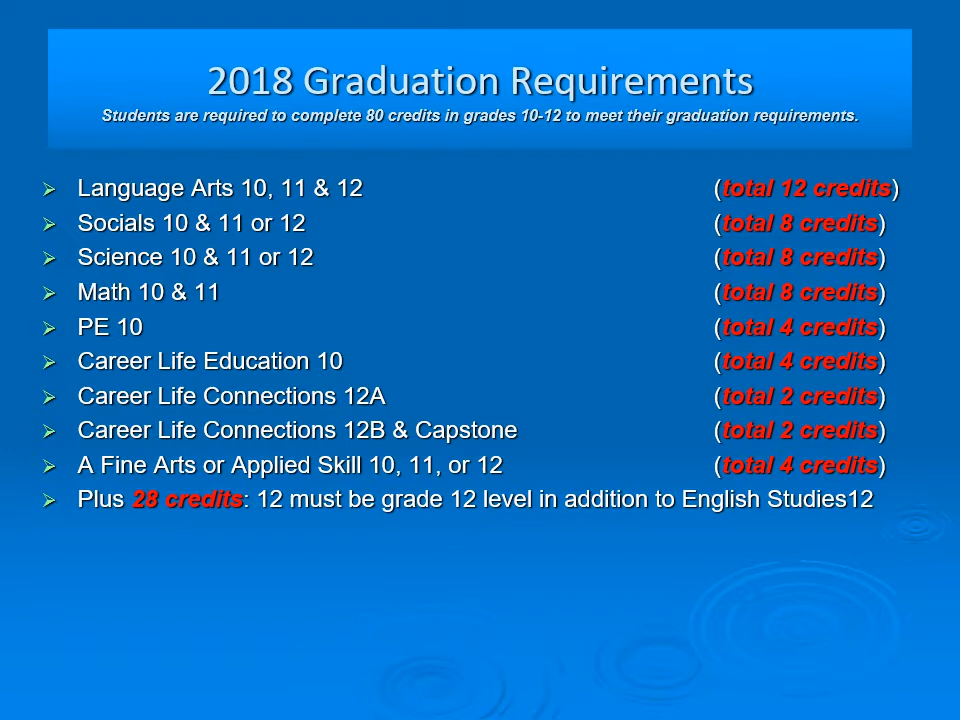 2018 Graduation Requirements
Students are required to complete 80 credits in grades 10-12 to meet their graduation requirements.
Language Arts 10, 11 & 12 (total 12 credits)
Socials 10 & 11 or 12 (total 8 credits)
Science 10 & 11 or 12 (total 8 credits)
Math 10 & 11 (total 8 credits)
PE 10 (total 4 credits)
Career Life Education 10 (total 4 credits)
Career Life Connections 12A (total 2 credits)
Career Life Connections 12B & Capstone (total 2 credits)
A Fine Arts or Applied Skill 10, 11, or 12 (total 4 credits)
Plus 28 credits: 12 must be grade 12 level in addition to English Studies12